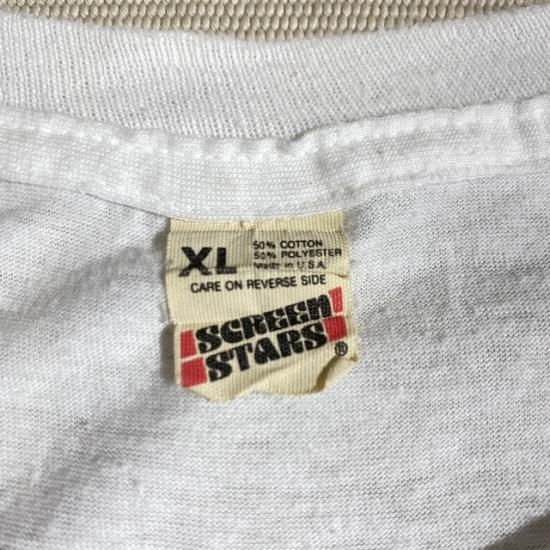 XL
50% COTTON
50% POLYESTER
Made in U.S.A.
CARE ON REVERSE SIDE
SCREEN
STARS ®